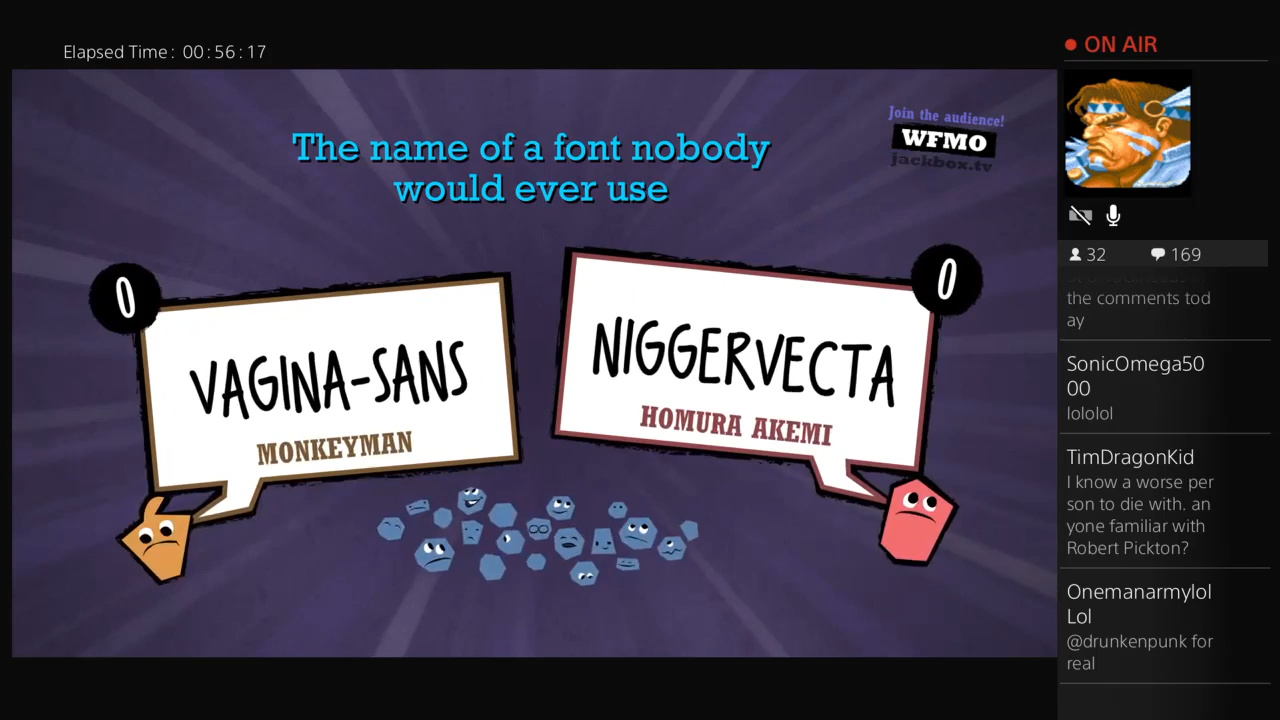 Elapsed Time: 00:56:17
ON AIR
The name of a font nobody
would ever use
Join the audience!
WFMO
jackbox.tv
0
0
VAGINA-SANS
MONKEYMAN
NIGGERVECTA
HOMURA AKEMI
32
169
the comments tod
ay
SonicOmega50
00
lololol
TimDragonKid
I know a worse per
son to die with. an
yone familiar with
Robert Pickton?
Onemanarmylol
Lol
@drunkenpunk for
real